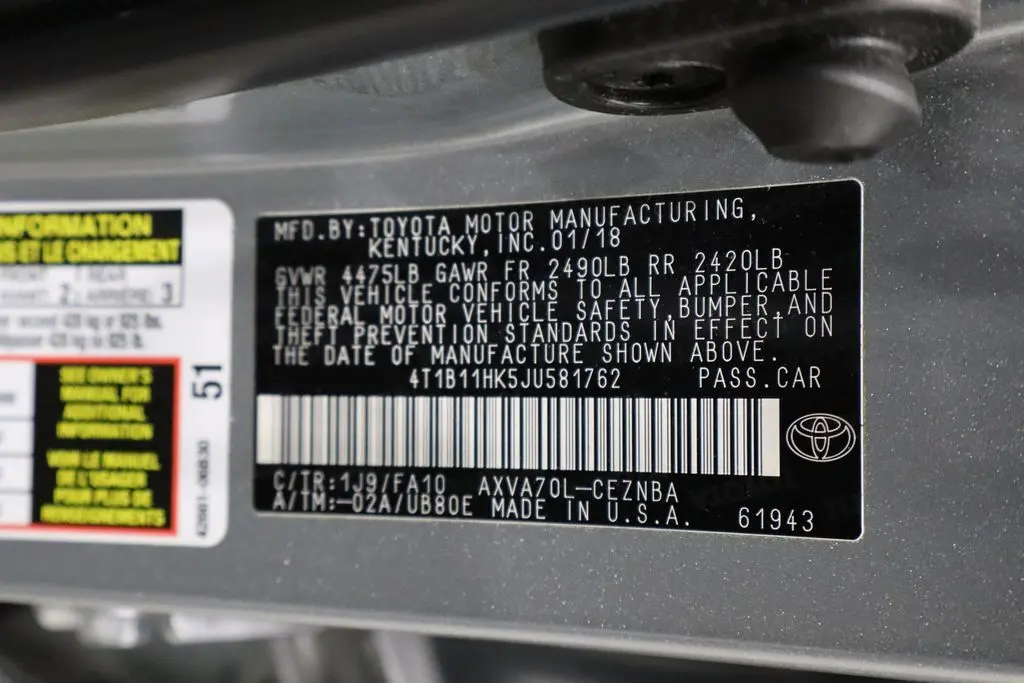 INFORMATION
IS ET LE CHARGEMENT
2
3
SEE OWNER'S
MANUAL FOR
ADDITIONAL
INFORMATION
VOIR LE MANUEL
DE L'USAGER
POUR PLUS DE
RENSEIGNEMENTS
51
MFD.BY:TOYOTA MOTOR MANUFACTURING,
KENTUCKY,INC.01/18
GVWR 4475LB GAWR FR 2490LB RR 2420LB
THIS VEHICLE CONFORMS TO ALL APPLICABLE
FEDERAL MOTOR VEHICLE SAFETY,BUMPER,AND
THEFT PREVENTION STANDARDS IN EFFECT ON
THE DATE OF MANUFACTURE SHOWN ABOVE.
4T1B11HK5JU581762 PASS.CAR
C/TR:1J9/FA10 AXVA70L-CEZNBA
A/TM:-02A/UB80E MADE IN U.S.A. 61943